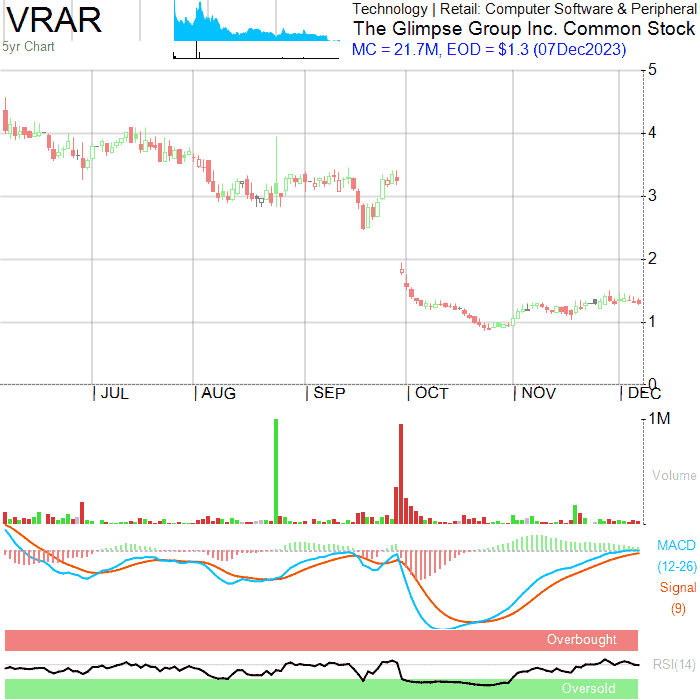 VRAR
5yr Chart
Technology | Retail: Computer Software & Peripheral
The Glimpse Group Inc. Common Stock
MC = 21.7M, EOD = $1.3 (07Dec2023)
5
4
3
2
1
0
JUL AUG SEP OCT NOV DEC
1M
Volume
MACD
(12-26)
Signal
(9)
Overbought
RSI(14)
Oversold